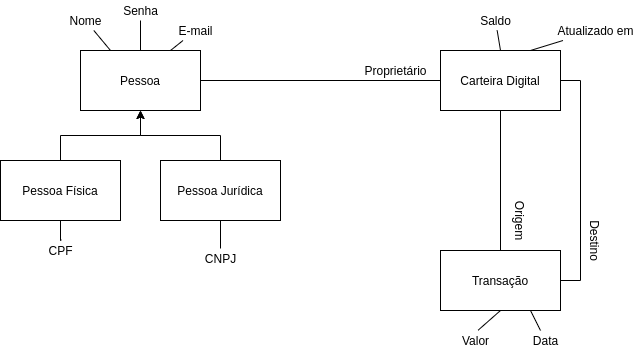 Senha
Nome
E-mail
Saldo
Atualizado em
Pessoa
Proprietário
Carteira Digital
Pessoa Física
Pessoa Jurídica
CPF
CNPJ
Origem
Destino
Transação
Valor
Data